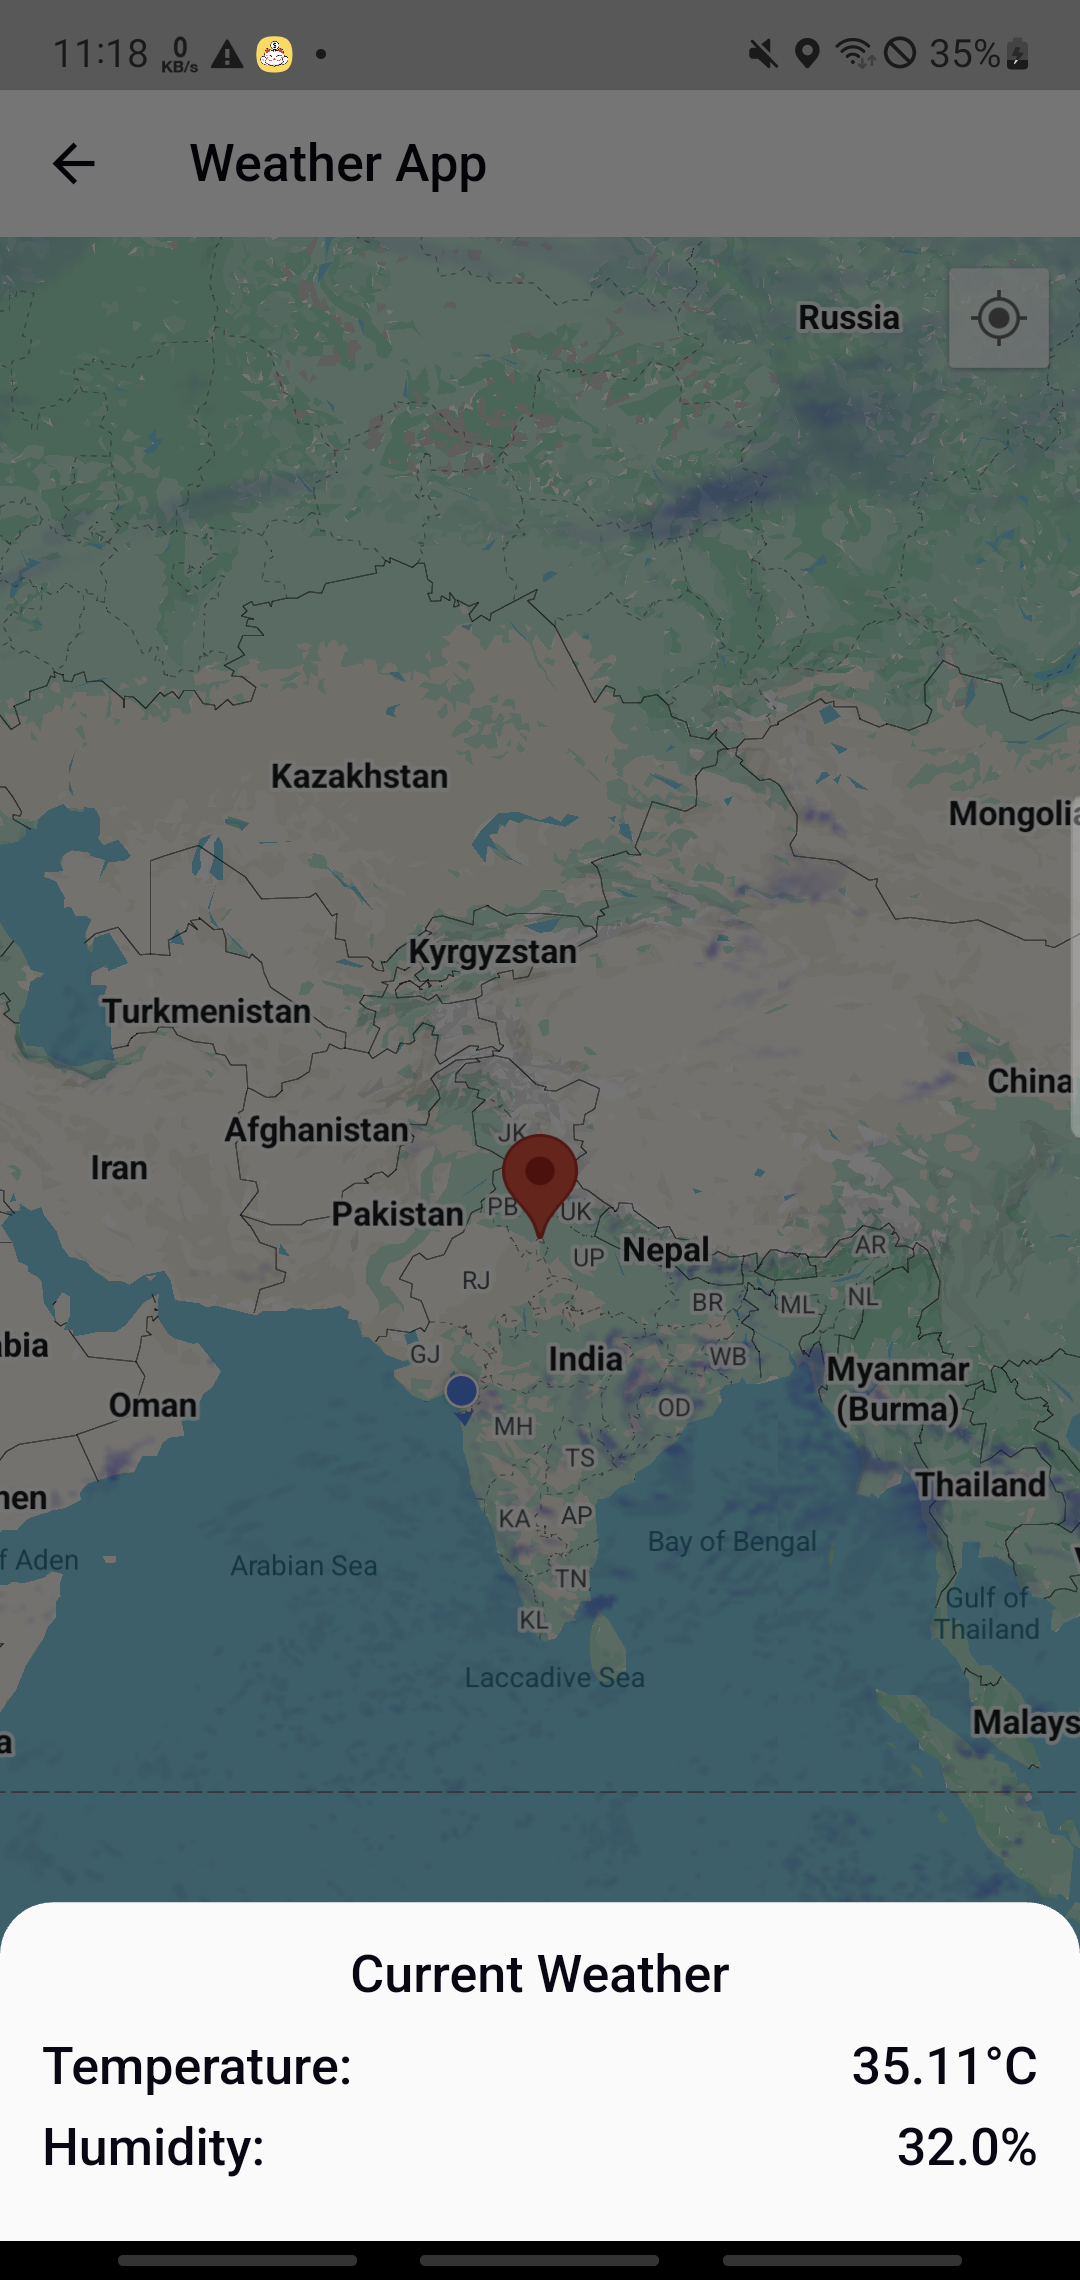 11:18 0 KB/s 35%
Weather App
Russia
Kazakhstan
Mongolia
Kyrgyzstan
Turkmenistan
China
Afghanistan
JK
Iran
Pakistan
PB
UK
UP
Nepal
AR
RJ
BR
ML
NL
abia
GJ
India
WB
Myanmar
(Burma)
Oman
MH
OD
TS
Thailand
men
KA
AP
Bay of Bengal
f Aden
Arabian Sea
TN
Gulf of
Thailand
KL
Laccadive Sea
Malays
a
Current Weather
Temperature: 35.11°C
Humidity: 32.0%